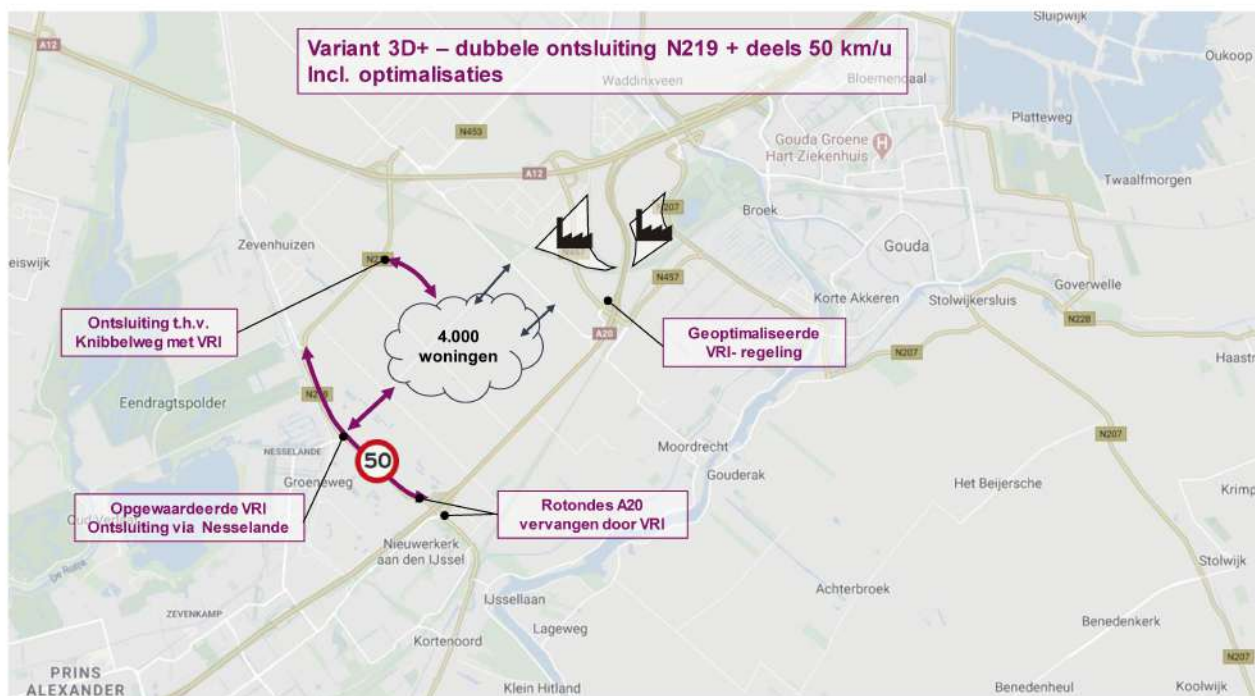 Variant 3D+ – dubbele ontsluiting N219 + deels 50 km/u
Incl. optimalisaties
Sluipwijk
Oukoop
A12
Waddinxveen
Bloemendaal
Platteweg
N453
Gouda Groene
Hart Ziekenhuis
H
A12
Twaalfmorgen
N207
Broek
Zevenhuizen
Gouda
eiswijk
N457
Goverwelle
Korte Akkeren
Stolwijkersluis
N228
Ontsluiting t.h.v.
Knibbelweg met VRI
4.000
woningen
A20
Geoptimaliseerde
VRI- regeling
N207
Haastr
Eendragtspolder
Moordrecht
N207
NESSELANDE
50
Gouderak
Groeneweg
Het Beijersche
Krimp
Opgewaardeerde VRI
Ontsluiting via Nesselande
Rotondes A20
vervangen door VRI
Nieuwerkerk
aan den IJssel
Stolwijk
Achterbroek
IJssellaan
ZEVENKAMP
Lageweg
Benedenkerk
Kortenoord
N207
PRINS
ALEXANDER
Klein Hitland
Benedenheul
Koolwijk